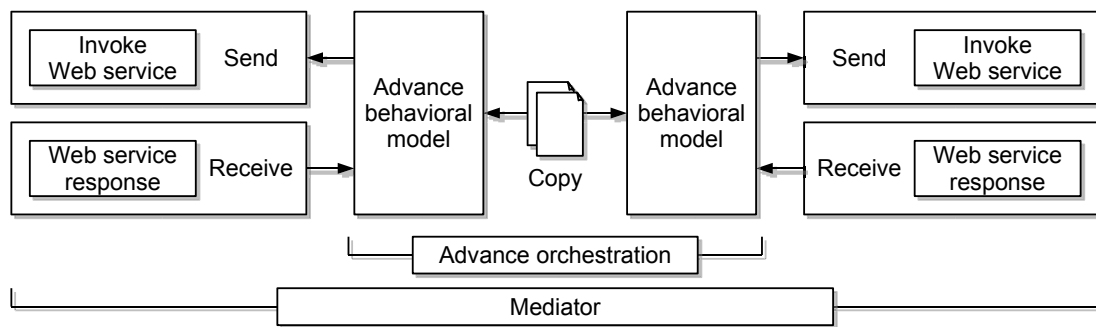 Invoke
Web service
Send
Web service
response
Receive
Advance
behavioral
model
Copy
Advance
behavioral
model
Send
Invoke
Web service
Receive
Web service
response
Advance orchestration
Mediator